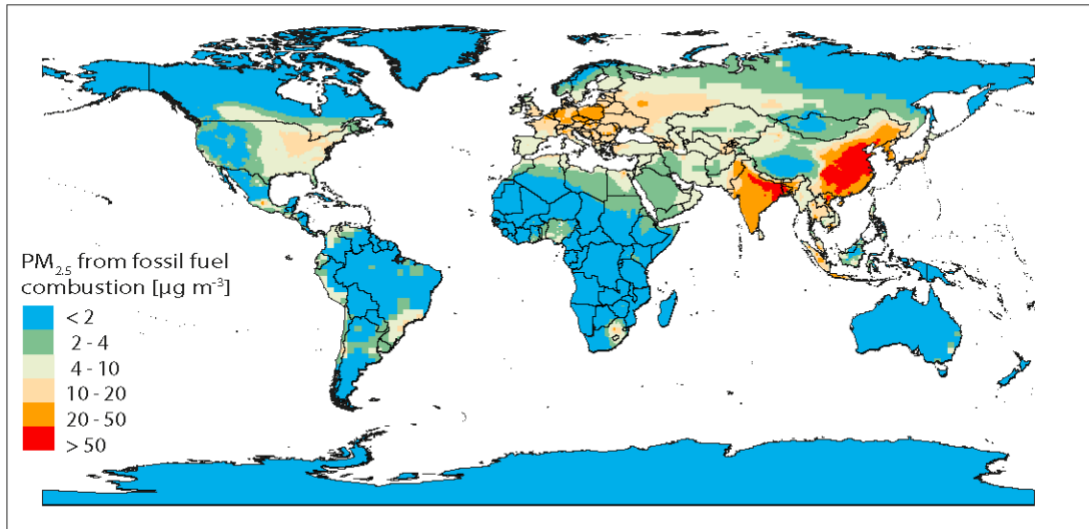 PM₂.₅ from fossil fuel
combustion [µg m⁻³]
< 2
2 - 4
4 - 10
10 - 20
20 - 50
> 50